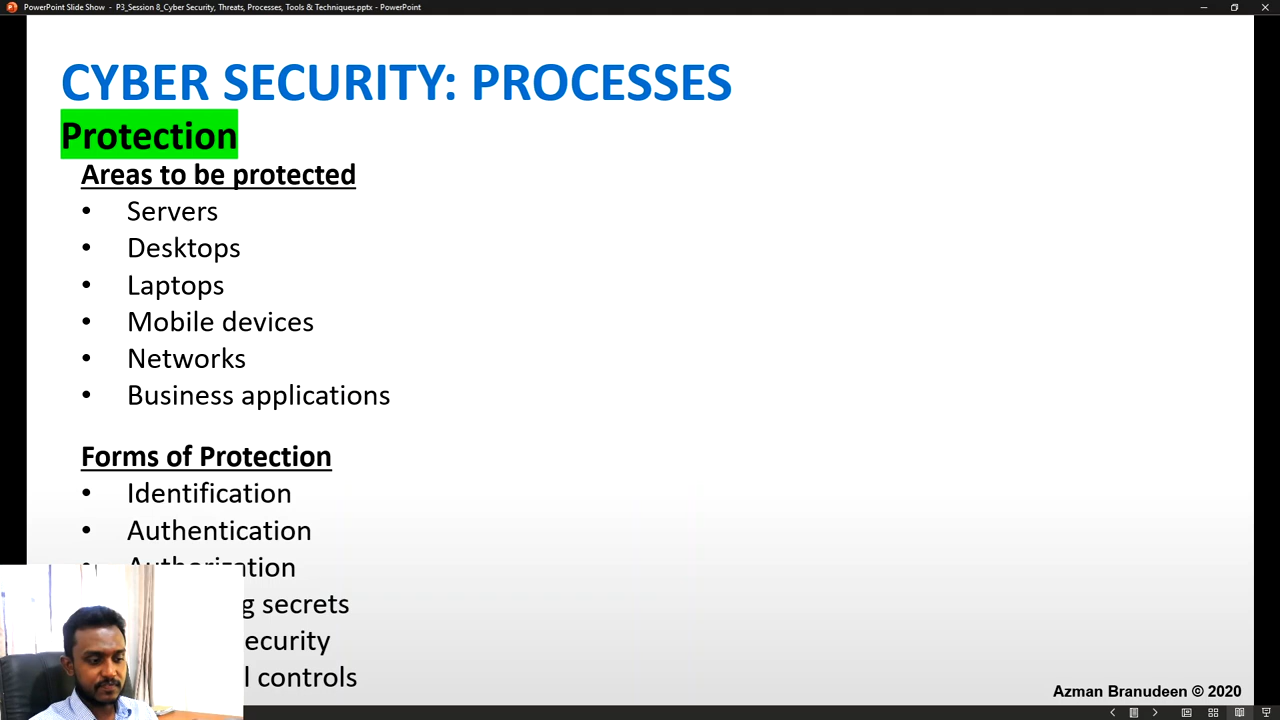 PowerPoint Slide Show - P3_Session 8_Cyber Security, Threats, Processes, Tools & Techniques.pptx - PowerPoint
CYBER SECURITY: PROCESSES
Protection
Areas to be protected
• Servers
• Desktops
• Laptops
• Mobile devices
• Networks
• Business applications
Forms of Protection
• Identification
• Authentication
• Authorization
secrets
controls
Azman Branudeen © 2020